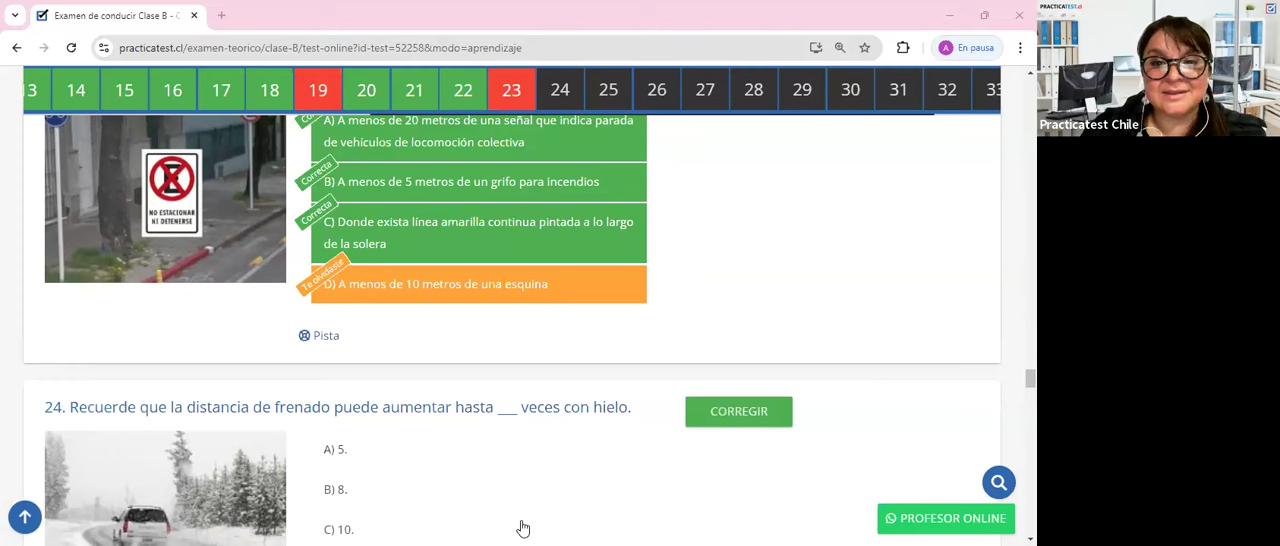 Examen de conducir Clase B - C
practicatest.cl/examen-teorico/clase-B/test-online?id-test=52258&modo=aprendizaje
A
En pausa
PRACTICATEST.cl
Practicatest Chile
13 14 15 16 17 18 19 20 21 22 23 24 25 26 27 28 29 30 31 32 33
A) A menos de 20 metros de una señal que indica parada
de vehículos de locomoción colectiva
Correcta
B) A menos de 5 metros de un grifo para incendios
Correcta
C) Donde exista línea amarilla continua pintada a lo largo
de la solera
Te olvidaste
D) A menos de 10 metros de una esquina
NO ESTACIONAR
NI DETENERSE
Pista
24. Recuerde que la distancia de frenado puede aumentar hasta ___ veces con hielo.
CORREGIR
A) 5.
B) 8.
C) 10.
PROFESOR ONLINE